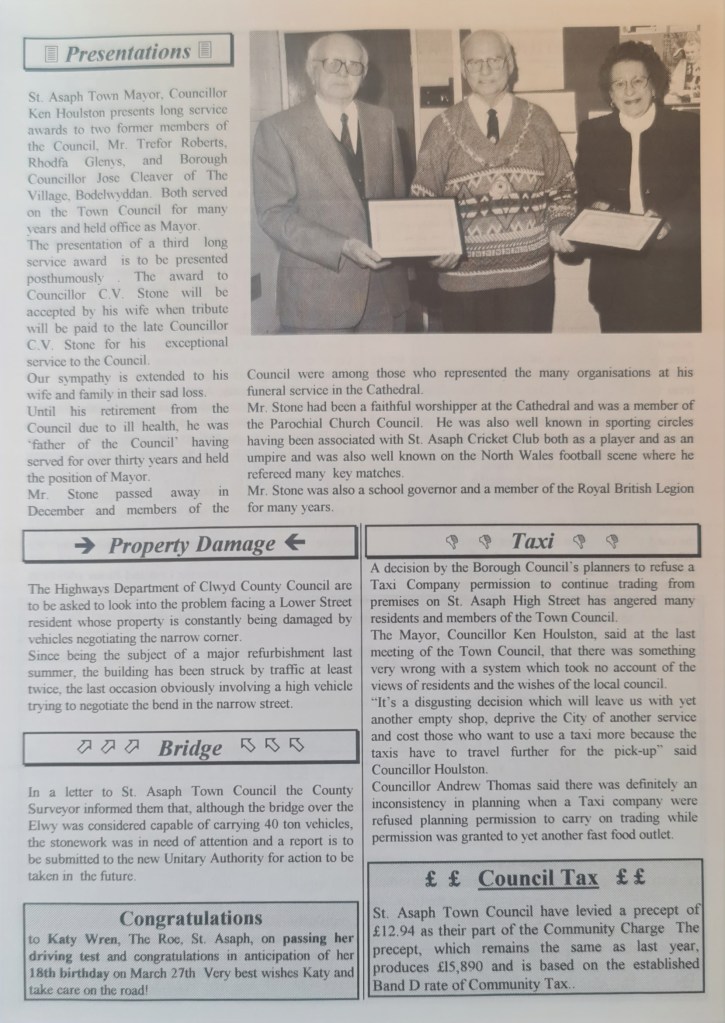 Presentations
St. Asaph Town Mayor, Councillor
Ken Houlston presents long service
awards to two former members of
the Council, Mr. Trefor Roberts,
Rhodfa Glenys, and Borough
Councillor Jose Cleaver of The
Village, Bodelwyddan. Both served
on the Town Council for many
years and held office as Mayor.
The presentation of a third long
service award is to be presented
posthumously . The award to
Councillor C.V. Stone will be
accepted by his wife when tribute
will be paid to the late Councillor
C.V. Stone for his exceptional
service to the Council.
Our sympathy is extended to his
wife and family in their sad loss.
Until his retirement from the
Council due to ill health, he was
'father of the Council' having
served for over thirty years and held
the position of Mayor.
Mr. Stone passed away in
December and members of the
Council were among those who represented the many organisations at his
funeral service in the Cathedral.
Mr. Stone had been a faithful worshipper at the Cathedral and was a member of
the Parochial Church Council. He was also well known in sporting circles
having been associated with St. Asaph Cricket Club both as a player and as an
umpire and was also well known on the North Wales football scene where he
refereed many key matches.
Mr. Stone was also a school governor and a member of the Royal British Legion
for many years.
➔ Property Damage ←
The Highways Department of Clwyd County Council are
to be asked to look into the problem facing a Lower Street
resident whose property is constantly being damaged by
vehicles negotiating the narrow corner.
Since being the subject of a major refurbishment last
summer, the building has been struck by traffic at least
twice, the last occasion obviously involving a high vehicle
trying to negotiate the bend in the narrow street.
Bridge
In a letter to St. Asaph Town Council the County
Surveyor informed them that, although the bridge over the
Elwy was considered capable of carrying 40 ton vehicles,
the stonework was in need of attention and a report is to
be submitted to the new Unitary Authority for action to be
taken in the future.
Congratulations
to Katy Wren, The Roe, St. Asaph, on passing her
driving test and congratulations in anticipation of her
18th birthday on March 27th Very best wishes Katy and
take care on the road!
Taxi
A decision by the Borough Council's planners to refuse a
Taxi Company permission to continue trading from
premises on St. Asaph High Street has angered many
residents and members of the Town Council.
The Mayor, Councillor Ken Houlston, said at the last
meeting of the Town Council, that there was something
very wrong with a system which took no account of the
views of residents and the wishes of the local council.
"It's a disgusting decision which will leave us with yet
another empty shop, deprive the City of another service
and cost those who want to use a taxi more because the
taxis have to travel further for the pick-up" said
Councillor Houlston.
Councillor Andrew Thomas said there was definitely an
inconsistency in planning when a Taxi company were
refused planning permission to carry on trading while
permission was granted to yet another fast food outlet.
£ £ Council Tax £ £
St. Asaph Town Council have levied a precept of
£12.94 as their part of the Community Charge The
precept, which remains the same as last year,
produces £15,890 and is based on the established
Band D rate of Community Tax..